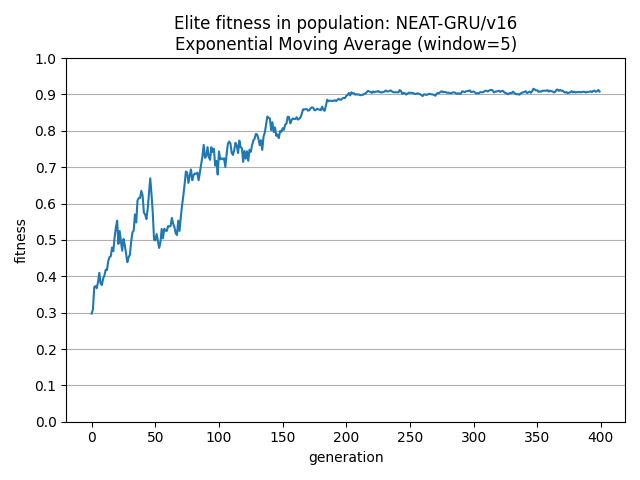 Elite fitness in population: NEAT-GRU/v16
Exponential Moving Average (window=5)
fitness
1.0
0.9
0.8
0.7
0.6
0.5
0.4
0.3
0.2
0.1
0.0
0 50 100 150 200 250 300 350 400
generation